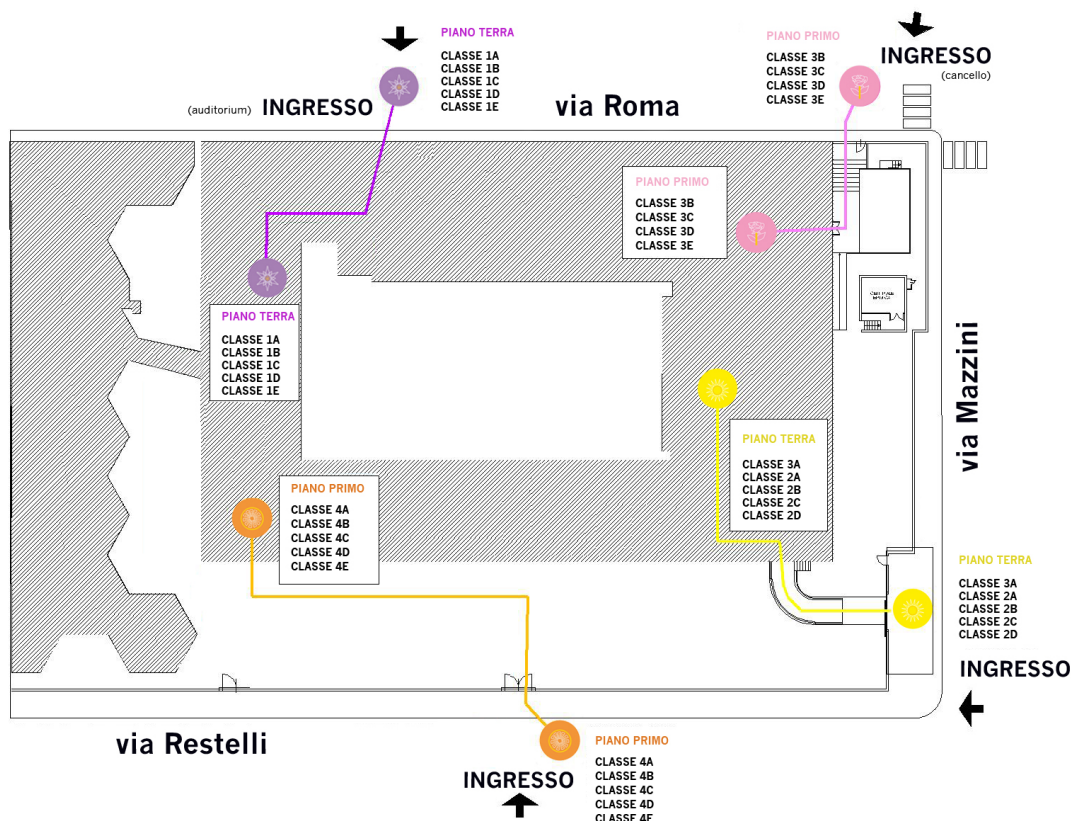 PIANO TERRA
CLASSE 1A
CLASSE 1B
CLASSE 1C
CLASSE 1D
CLASSE 1E
(auditorium) INGRESSO
via Roma
PIANO PRIMO
CLASSE 3B
CLASSE 3C
CLASSE 3D
CLASSE 3E
INGRESSO
(cancello)
PIANO PRIMO
CLASSE 3B
CLASSE 3C
CLASSE 3D
CLASSE 3E
PIANO TERRA
CLASSE 1A
CLASSE 1B
CLASSE 1C
CLASSE 1D
CLASSE 1E
via Mazzini
PIANO TERRA
CLASSE 3A
CLASSE 2A
CLASSE 2B
CLASSE 2C
CLASSE 2D
PIANO PRIMO
CLASSE 4A
CLASSE 4B
CLASSE 4C
CLASSE 4D
CLASSE 4E
PIANO TERRA
CLASSE 3A
CLASSE 2A
CLASSE 2B
CLASSE 2C
CLASSE 2D
INGRESSO
via Restelli
PIANO PRIMO
CLASSE 4A
CLASSE 4B
CLASSE 4C
CLASSE 4D
CLASSE 4E
INGRESSO